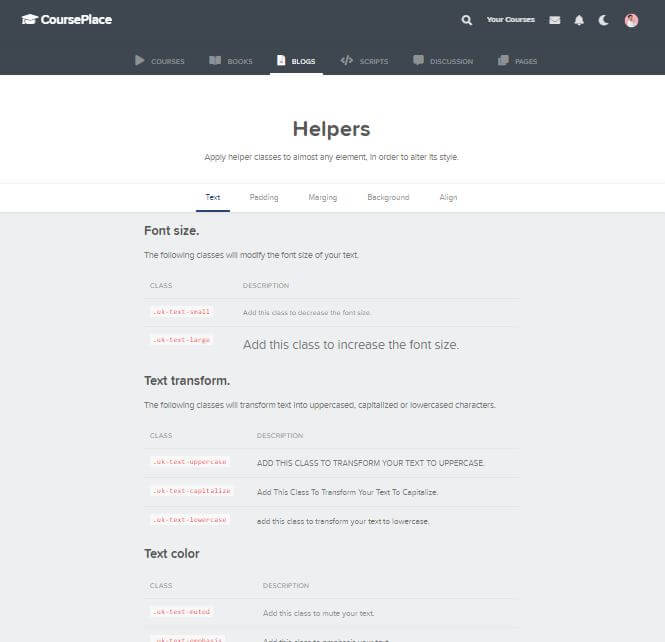 CoursePlace
Your Courses
COURSES BOOKS BLOGS SCRIPTS DISCUSSION PAGES
Helpers
Apply helper classes to almost any element, in order to alter its style.
Text Padding Marging Background Align
Font size.
The following classes will modify the font size of your text.
CLASS DESCRIPTION
.uk-text-small Add this class to decrease the font size.
.uk-text-large Add this class to increase the font size.
Text transform.
The following classes will transform text into uppercased, capitalized or lowercased characters.
CLASS DESCRIPTION
.uk-text-uppercase ADD THIS CLASS TO TRANSFORM YOUR TEXT TO UPPERCASE.
.uk-text-capitalize Add This Class To Transform Your Text To Capitalize.
.uk-text-lowercase add this class to transform your text to lowercase.
Text color
CLASS DESCRIPTION
.uk-text-muted Add this class to mute your text.
.uk-text-emphasis Add this class to emphasis your text.